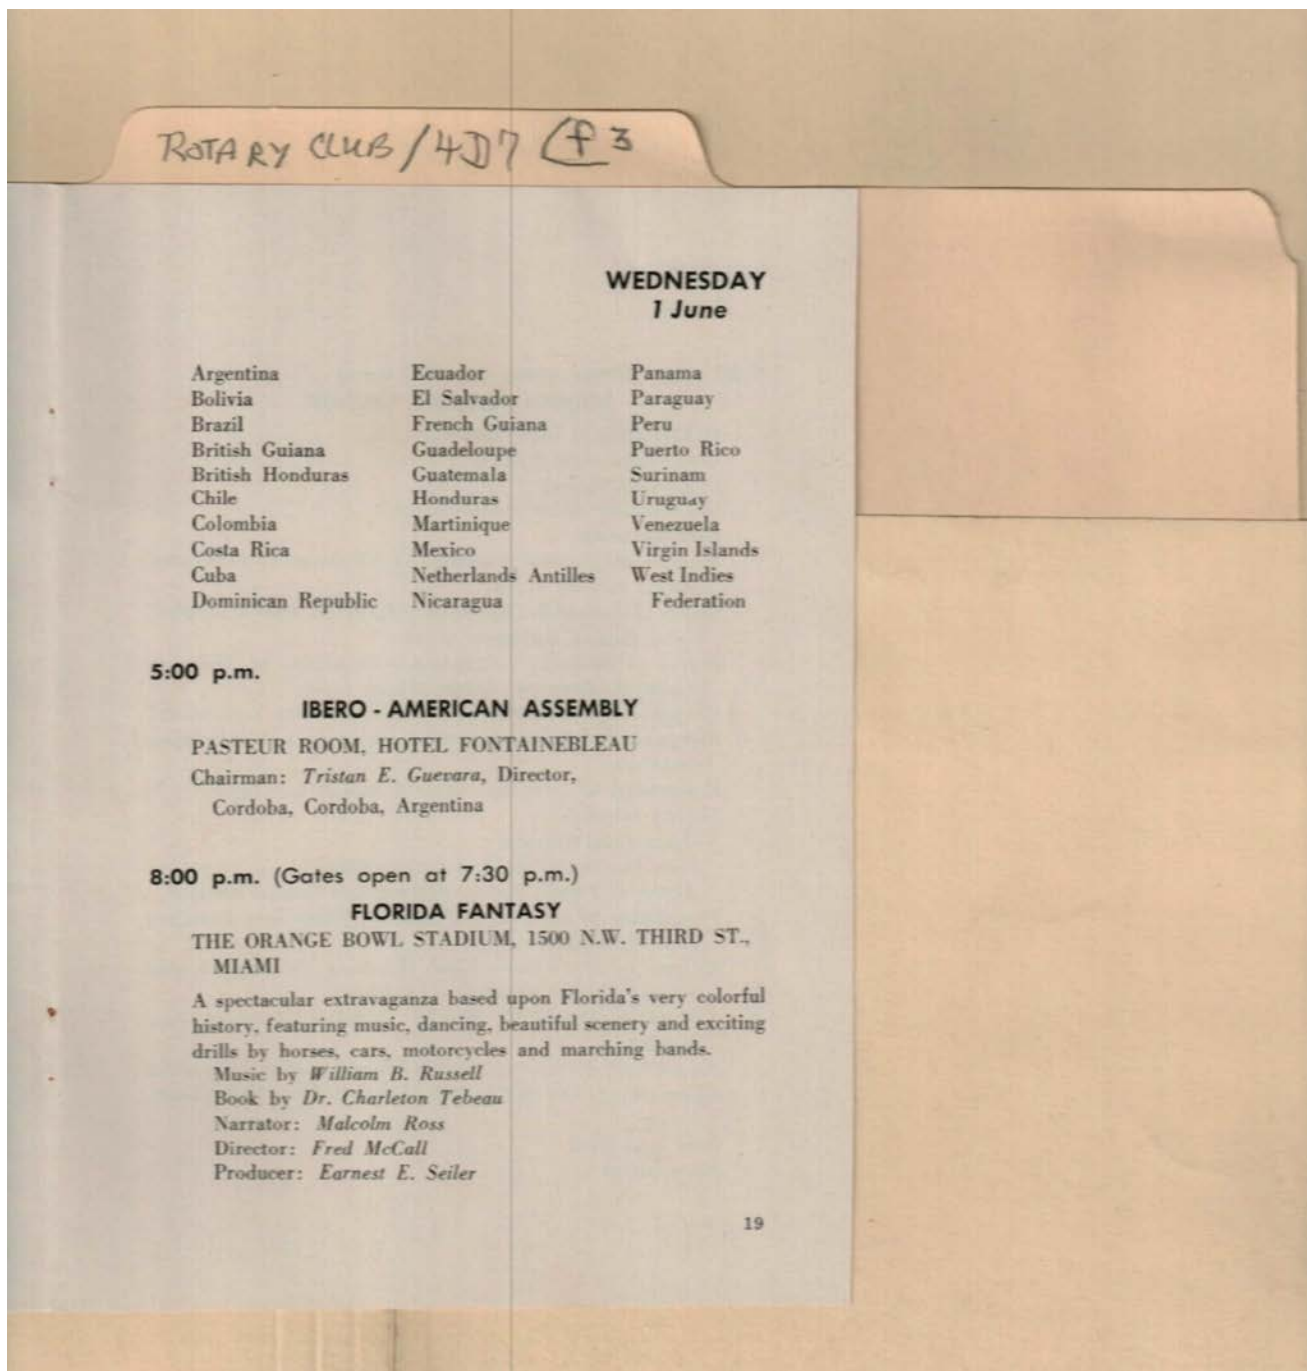 ROTARY CLUB/4D7 f3
WEDNESDAY
1 June
Argentina
Bolivia
Brazil
British Guiana
British Honduras
Chile
Colombia
Costa Rica
Cuba
Dominican Republic
Ecuador
El Salvador
French Guiana
Guadeloupe
Guatemala
Honduras
Martinique
Mexico
Netherlands Antilles
Nicaragua
Panama
Paraguay
Peru
Puerto Rico
Surinam
Uruguay
Venezuela
Virgin Islands
West Indies
Federation
5:00 p.m.
IBERO - AMERICAN ASSEMBLY
PASTEUR ROOM, HOTEL FONTAINEBLEAU
Chairman: Tristan E. Guevara, Director,
Cordoba, Cordoba, Argentina
8:00 p.m. (Gates open at 7:30 p.m.)
FLORIDA FANTASY
THE ORANGE BOWL STADIUM, 1500 N.W. THIRD ST.,
MIAMI
A spectacular extravaganza based upon Florida's very colorful
history, featuring music, dancing, beautiful scenery and exciting
drills by horses, cars, motorcycles and marching bands.
Music by William B. Russell
Book by Dr. Charleton Tebeau
Narrator: Malcolm Ross
Director: Fred McCall
Producer: Earnest E. Seiler
19